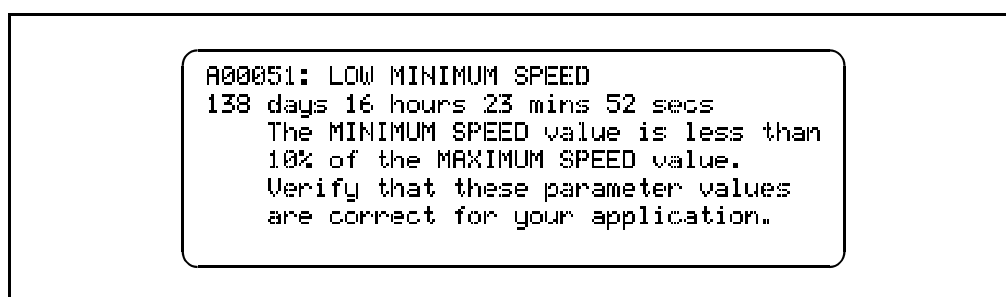 A00051: LOW MINIMUM SPEED
138 days 16 hours 23 mins 52 secs
The MINIMUM SPEED value is less than
10% of the MAXIMUM SPEED value.
Verify that these parameter values
are correct for your application.